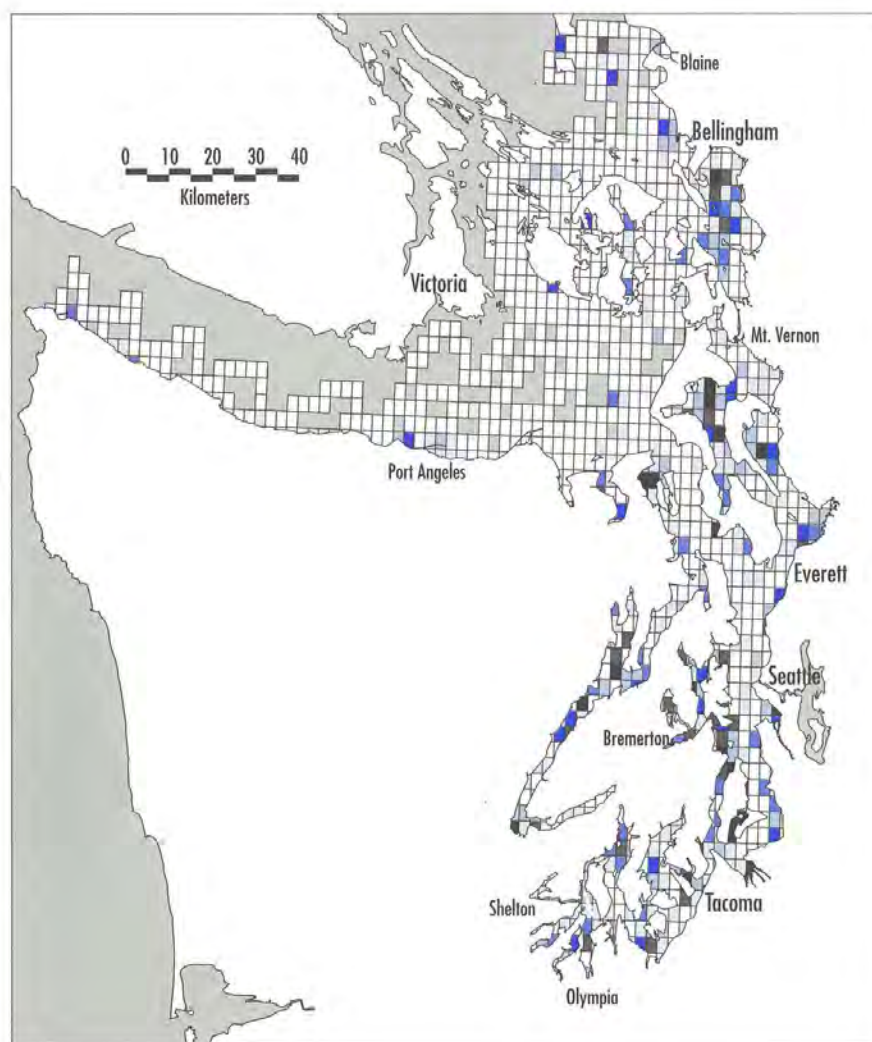 Blaine
Bellingham
0 10 20 30 40
Kilometers
Victoria
Mt. Vernon
Port Angeles
Everett
Seattle
Bremerton
Shelton
Tacoma
Olympia